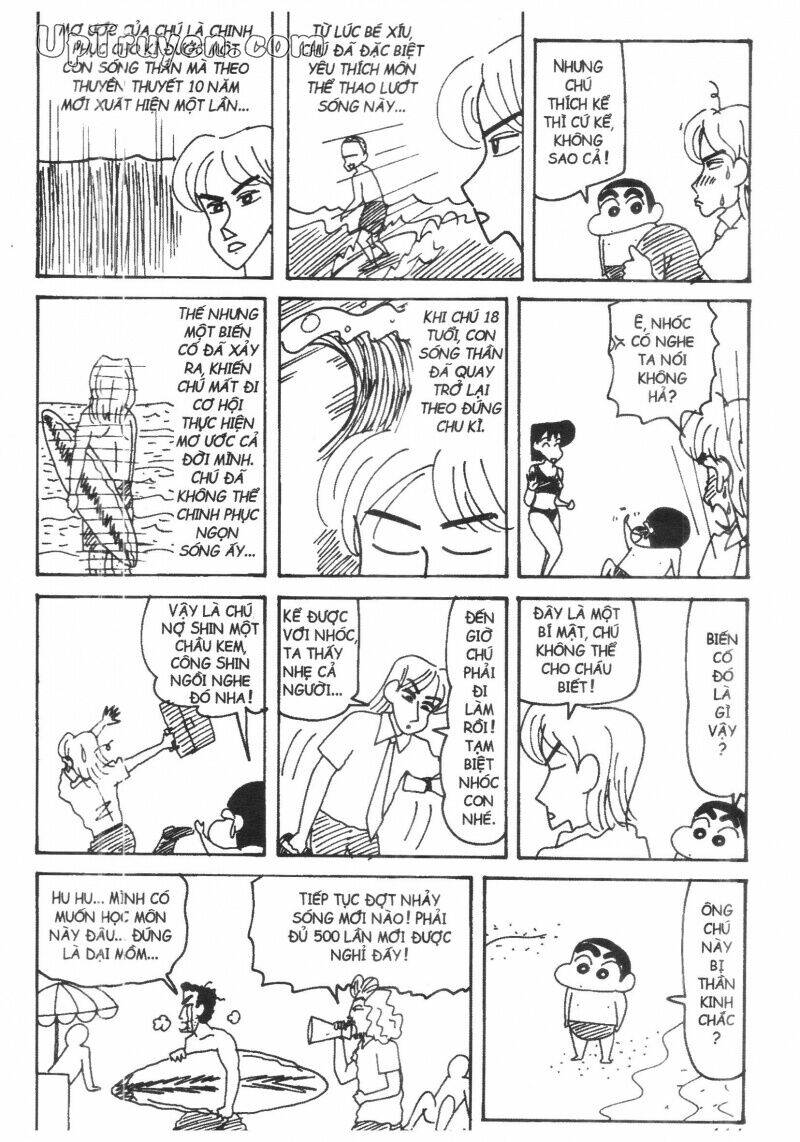 NHƯNG
CHÚ
THÍCH KỂ
THÌ CỨ KỂ,
KHÔNG
SAO CẢ!
TỪ LÚC BÉ XÍU,
CHÚ ĐÃ ĐẶC BIỆT
YÊU THÍCH MÔN
THỂ THAO LƯỚT
SÓNG NÀY...
MƠ ƯỚC CỦA CHÚ LÀ CHINH
PHỤC CHO KÌ ĐƯỢC MỘT
CON SÓNG THẦN MÀ THEO
THUYỀN THUYẾT 10 NĂM
MỚI XUẤT HIỆN MỘT LẦN...
Ê, NHÓC
CÓ NGHE
TA NÓI
KHÔNG
HẢ?
KHI CHÚ 18
TUỔI, CON
SÓNG THẦN
ĐÃ QUAY
TRỞ LẠI
THEO ĐÚNG
CHU KÌ.
THẾ NHƯNG
MỘT BIẾN
CỐ ĐÃ XẢY
RA, KHIẾN
CHÚ MẤT ĐI
CƠ HỘI
THỰC HIỆN
MƠ ƯỚC CẢ
ĐỜI MÌNH.
CHÚ ĐÃ
KHÔNG THỂ
CHINH PHỤC
NGỌN
SÓNG ẤY...
BIẾN
CỐ
ĐÓ
LÀ
GÌ
VẬY
?
ĐÂY LÀ MỘT
BÍ MẬT, CHÚ
KHÔNG THỂ
CHO CHÁU
BIẾT!
ĐẾN
GIỜ
CHÚ
PHẢI
ĐI
LÀM
RỒI!
TẠM
BIỆT
NHÓC
CON
NHÉ.
KỂ ĐƯỢC
VỚI NHÓC,
TA THẤY
NHẸ CẢ
NGƯỜI...
VẬY LÀ CHÚ
NỢ SHIN MỘT
CHẦU KEM,
CÔNG SHIN
NGỒI NGHE
ĐÓ NHA!
ÔNG
CHÚ
NÀY
BỊ
THẦN
KINH
CHẮC
?
TIẾP TỤC ĐỢT NHẢY
SÓNG MỚI NÀO! PHẢI
ĐỦ 500 LẦN MỚI ĐƯỢC
NGHỈ ĐẤY!
HU HU... MÌNH CÓ
MUỐN HỌC MÔN
NÀY ĐÂU... ĐÚNG
LÀ DẠI MỒM...